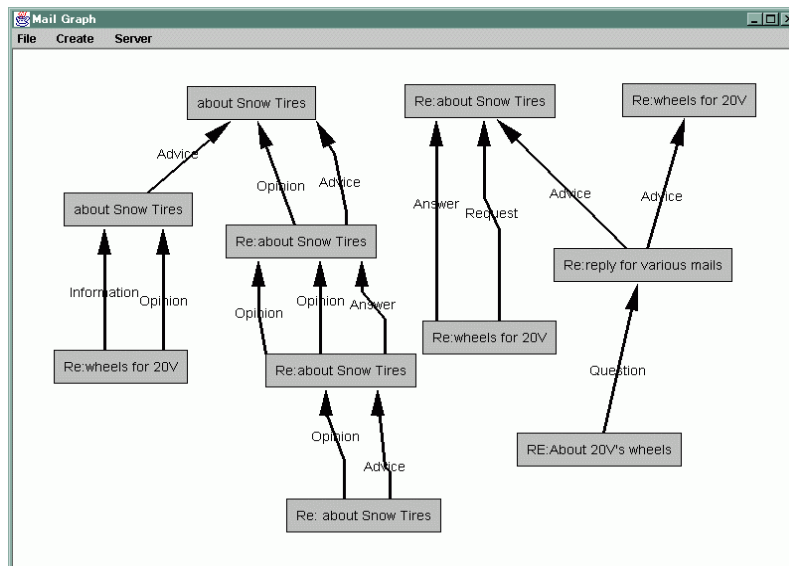 Mail Graph
File Create Server
about Snow Tires
Re:about Snow Tires
Re:wheels for 20V
Advice
Opinion
Advice
about Snow Tires
Answer
Request
Advice
Advice
Re:about Snow Tires
Re:reply for various mails
Information
Opinion
Opinion
Opinion
Answer
Re:wheels for 20V
Re:wheels for 20V
Re:about Snow Tires
Question
Opinion
Advice
RE:About 20V's wheels
Re: about Snow Tires